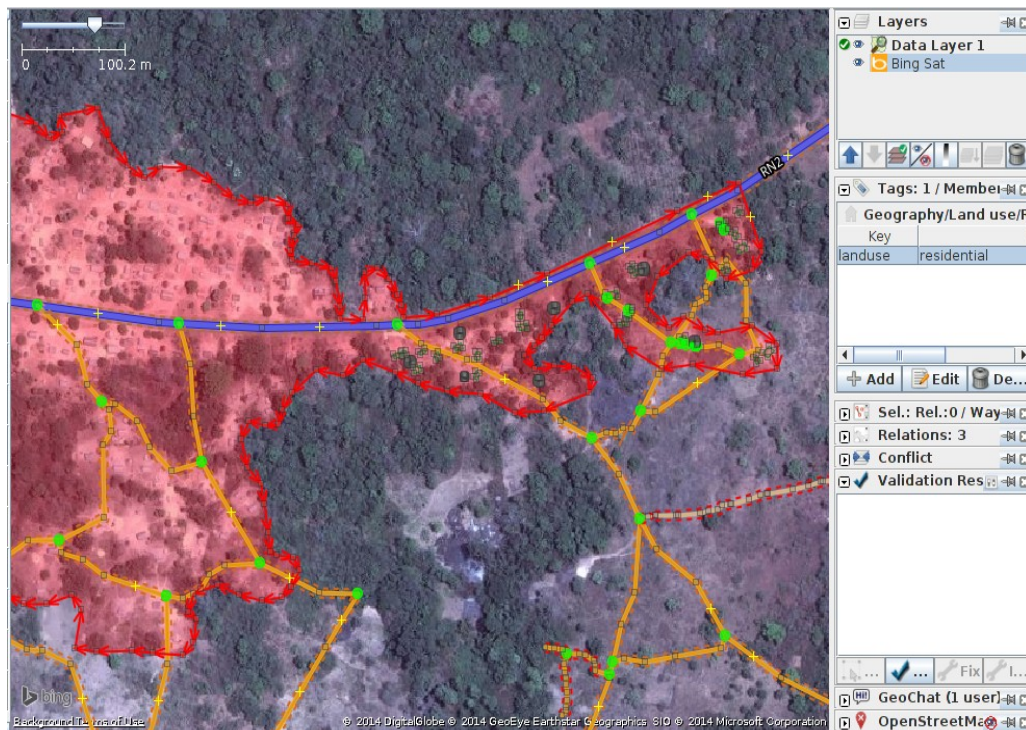 0 100.2 m
RN2
bing
Background Terms of Use
© 2014 DigitalGlobe © 2014 GeoEye Earthstar Geographics SIO © 2014 Microsoft Corporation
Layers
Data Layer 1
Bing Sat
Tags: 1 / Member
Geography/Land use/R
Key
landuse residential
Add Edit De...
Sel.: Rel.:0 / Way
Relations: 3
Conflict
Validation Res
... ... Fix I...
GeoChat (1 user)
OpenStreetMa